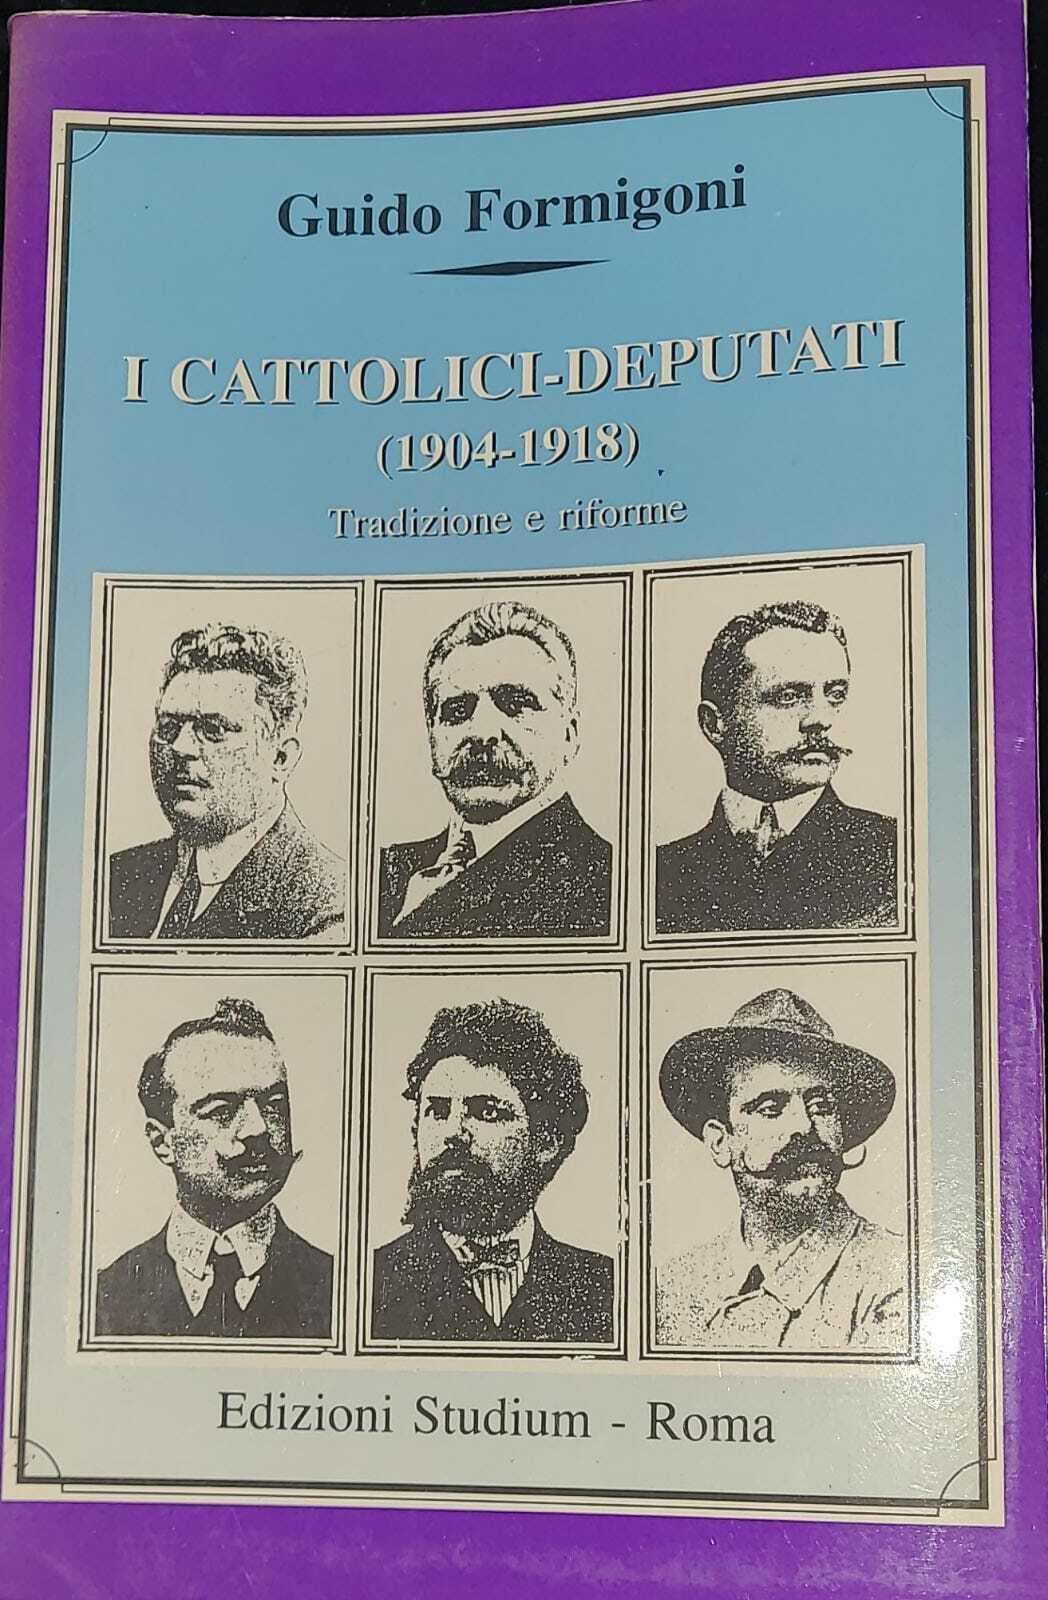 Guido Formigoni
I CATTOLICI-DEPUTATI
(1904-1918)
Tradizione e riforme
Edizioni Studium - Roma